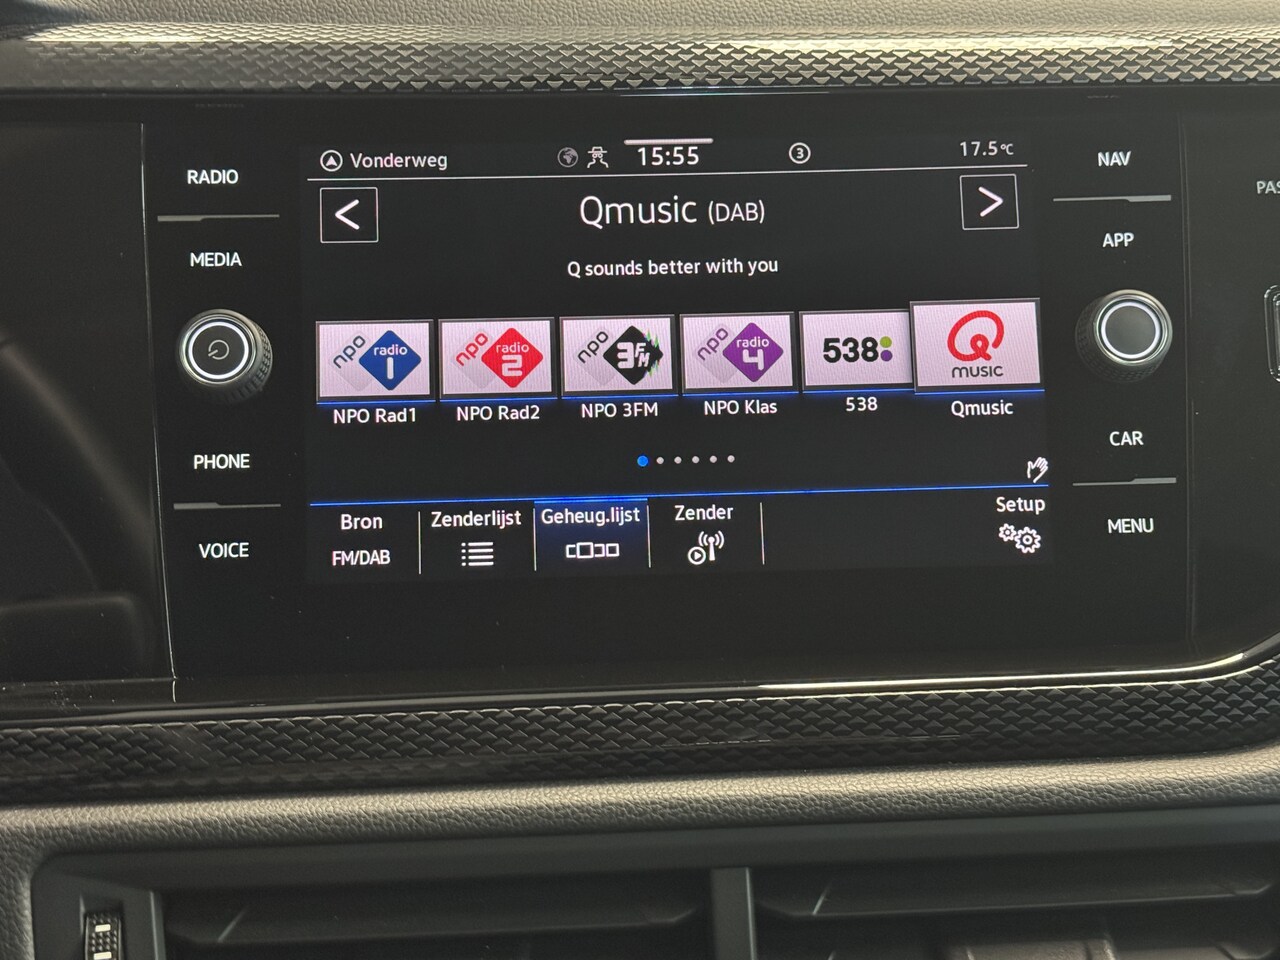 Vonderweg
15:55
3
17.5°C
RADIO
MEDIA
PHONE
VOICE
NAV
APP
CAR
MENU
PAS
<
Qmusic (DAB)
>
Q sounds better with you
npo radio 1
npo radio 2
npo 3FM
npo radio 4
538
Q MUSIC
NPO Rad1
NPO Rad2
NPO 3FM
NPO Klas
538
Qmusic
Bron
FM/DAB
Zenderlijst
Geheug.lijst
Zender
Setup